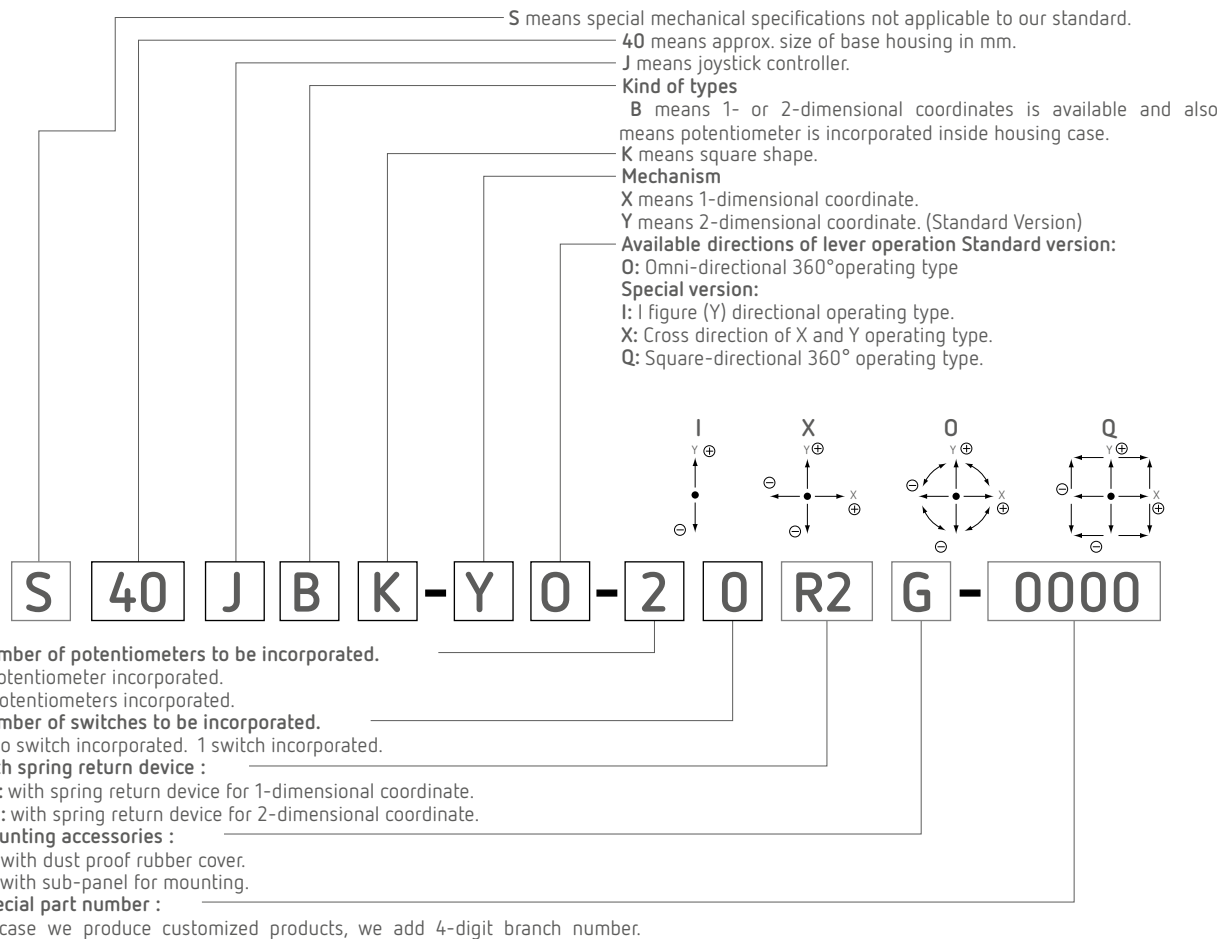 S means special mechanical specifications not applicable to our standard.
40 means approx. size of base housing in mm.
J means joystick controller.
Kind of types
B means 1- or 2-dimensional coordinates is available and also
means potentiometer is incorporated inside housing case.
K means square shape.
Mechanism
X means 1-dimensional coordinate.
Y means 2-dimensional coordinate. (Standard Version)
Available directions of lever operation Standard version:
O: Omni-directional 360°operating type
Special version:
I: I figure (Y) directional operating type.
X: Cross direction of X and Y operating type.
Q: Square-directional 360° operating type.
I X O Q
Y ⊕ Y ⊕ Y ⊕ Y ⊕
⊖ ⊖ ⊖
X X X
⊕ ⊕ ⊕
⊖ ⊖ ⊖ ⊖
S 40 J B K - Y O - 2 0 R2 G - 0000
mber of potentiometers to be incorporated.
otentiometer incorporated.
otentiometers incorporated.
mber of switches to be incorporated.
o switch incorporated. 1 switch incorporated.
th spring return device :
: with spring return device for 1-dimensional coordinate.
: with spring return device for 2-dimensional coordinate.
unting accessories :
with dust proof rubber cover.
with sub-panel for mounting.
ecial part number :
case we produce customized products, we add 4-digit branch number.